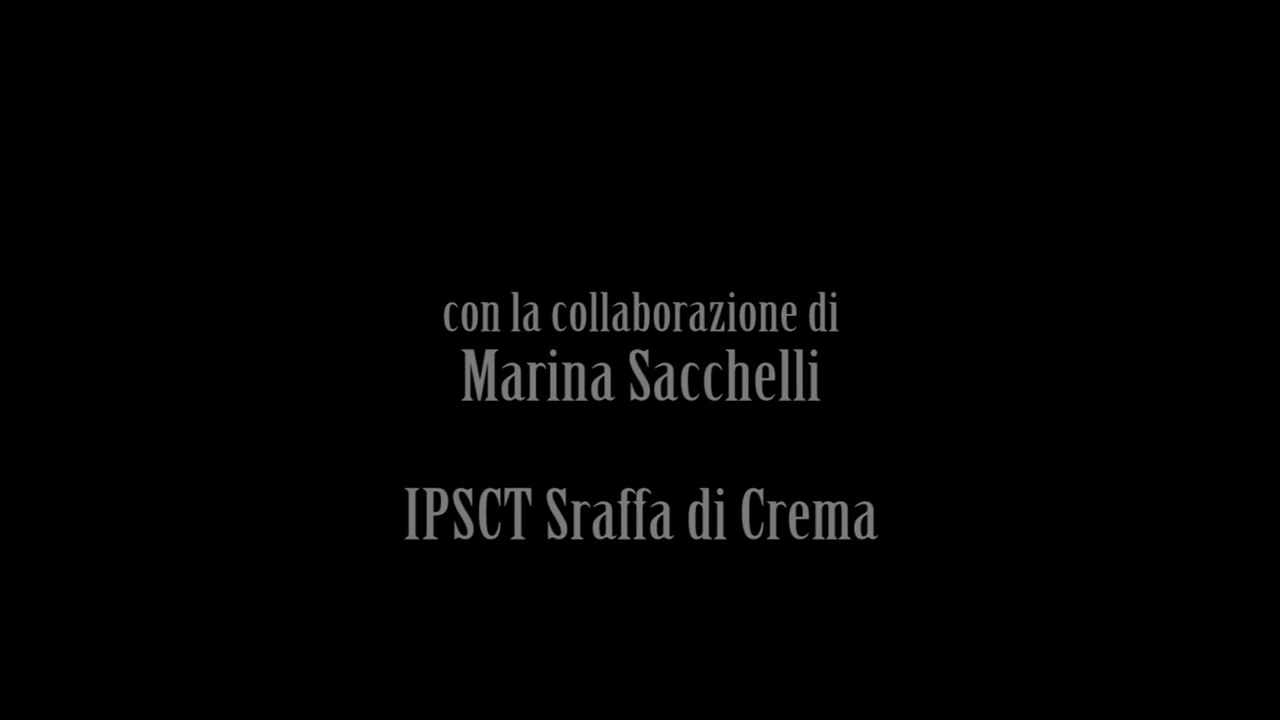 con la collaborazione di
Marina Sacchelli
IPSCT Sraffa di Crema